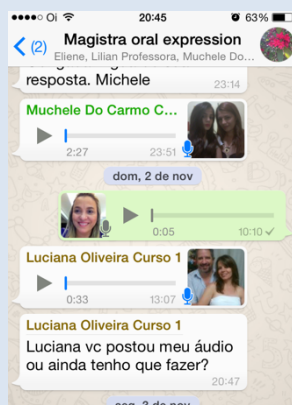 Oi 20:45 63%
(2) Magistra oral expression
Eliene, Lilian Professora, Muchele Do...
resposta. Michele
23:14
Muchele Do Carmo C...
2:27 23:51
dom, 2 de nov
0:05 10:10
Luciana Oliveira Curso 1
0:33 13:07
Luciana Oliveira Curso 1
Luciana vc postou meu áudio
ou ainda tenho que fazer?
20:47
seg, 3 de nov